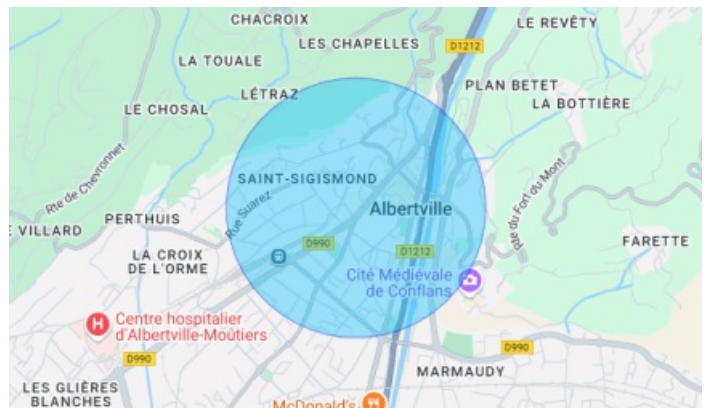 CHACROIX
LE REVÊTY
LES CHAPELLES
D1212
LA TOUALE
PLAN BETET
LÉTRAZ
LA BOTTIÈRE
LE CHOSAL
Rte de Chevronnet
SAINT-SIGISMOND
Rue Suarez
Albertville
Rte du Fort du Mont
PERTHUIS
E VILLARD
D990
D1212
FARETTE
LA CROIX
DE L'ORME
Cité Médiévale
de Conflans
Centre hospitalier
d'Albertville-Moûtiers
H
D990
D990
MARMAUDY
LES GLIÈRES
BLANCHES
McDonald's